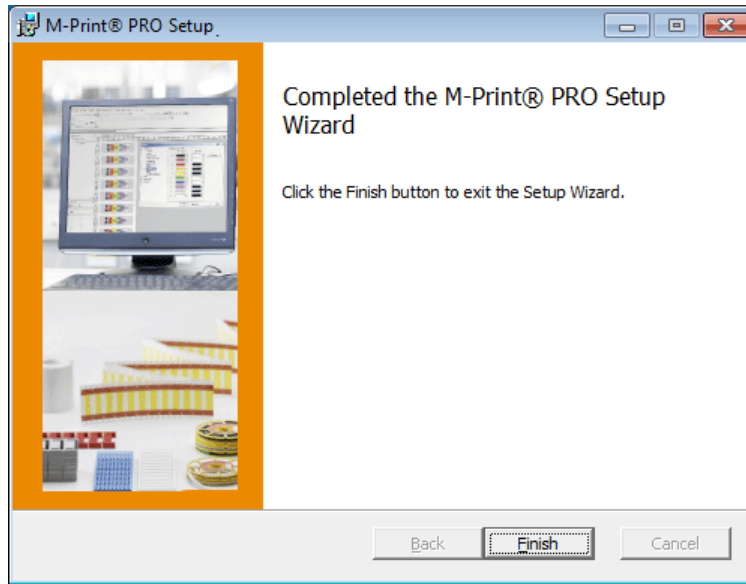 M-Print® PRO Setup
Completed the M-Print® PRO Setup
Wizard
Click the Finish button to exit the Setup Wizard.
Back
Finish
Cancel